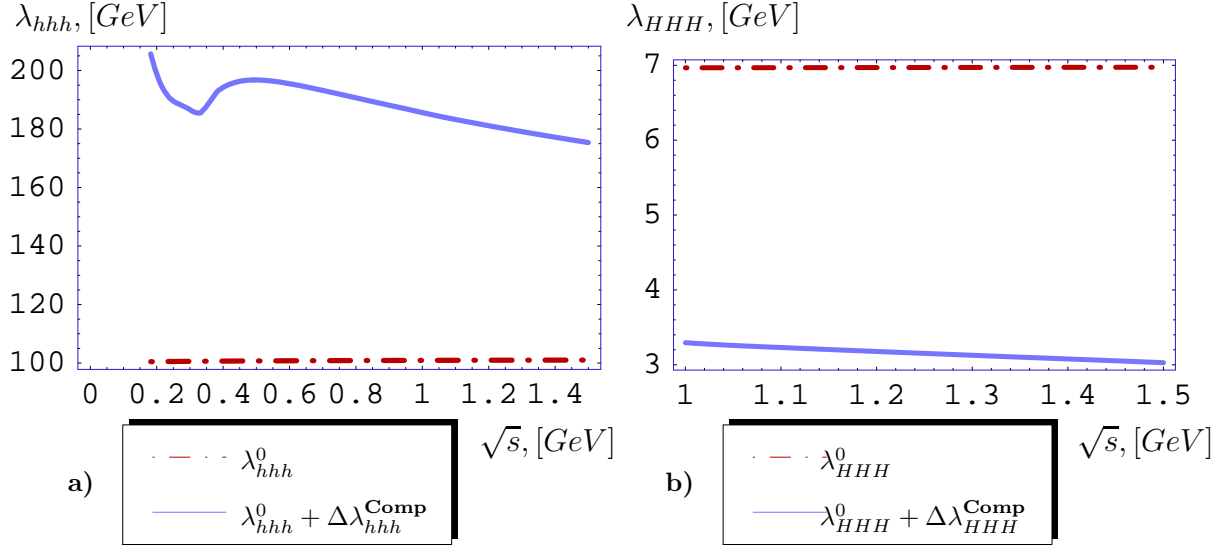 λ_{hhh}, [GeV]
200
180
160
140
120
100
0 0.2 0.4 0.6 0.8 1 1.2 1.4
√s, [GeV]
a)
λ^0_{hhh}
λ^0_{hhh} + Δλ^{Comp}_{hhh}
λ_{HHH}, [GeV]
7
6
5
4
3
1 1.1 1.2 1.3 1.4 1.5
√s, [GeV]
b)
λ^0_{HHH}
λ^0_{HHH} + Δλ^{Comp}_{HHH}